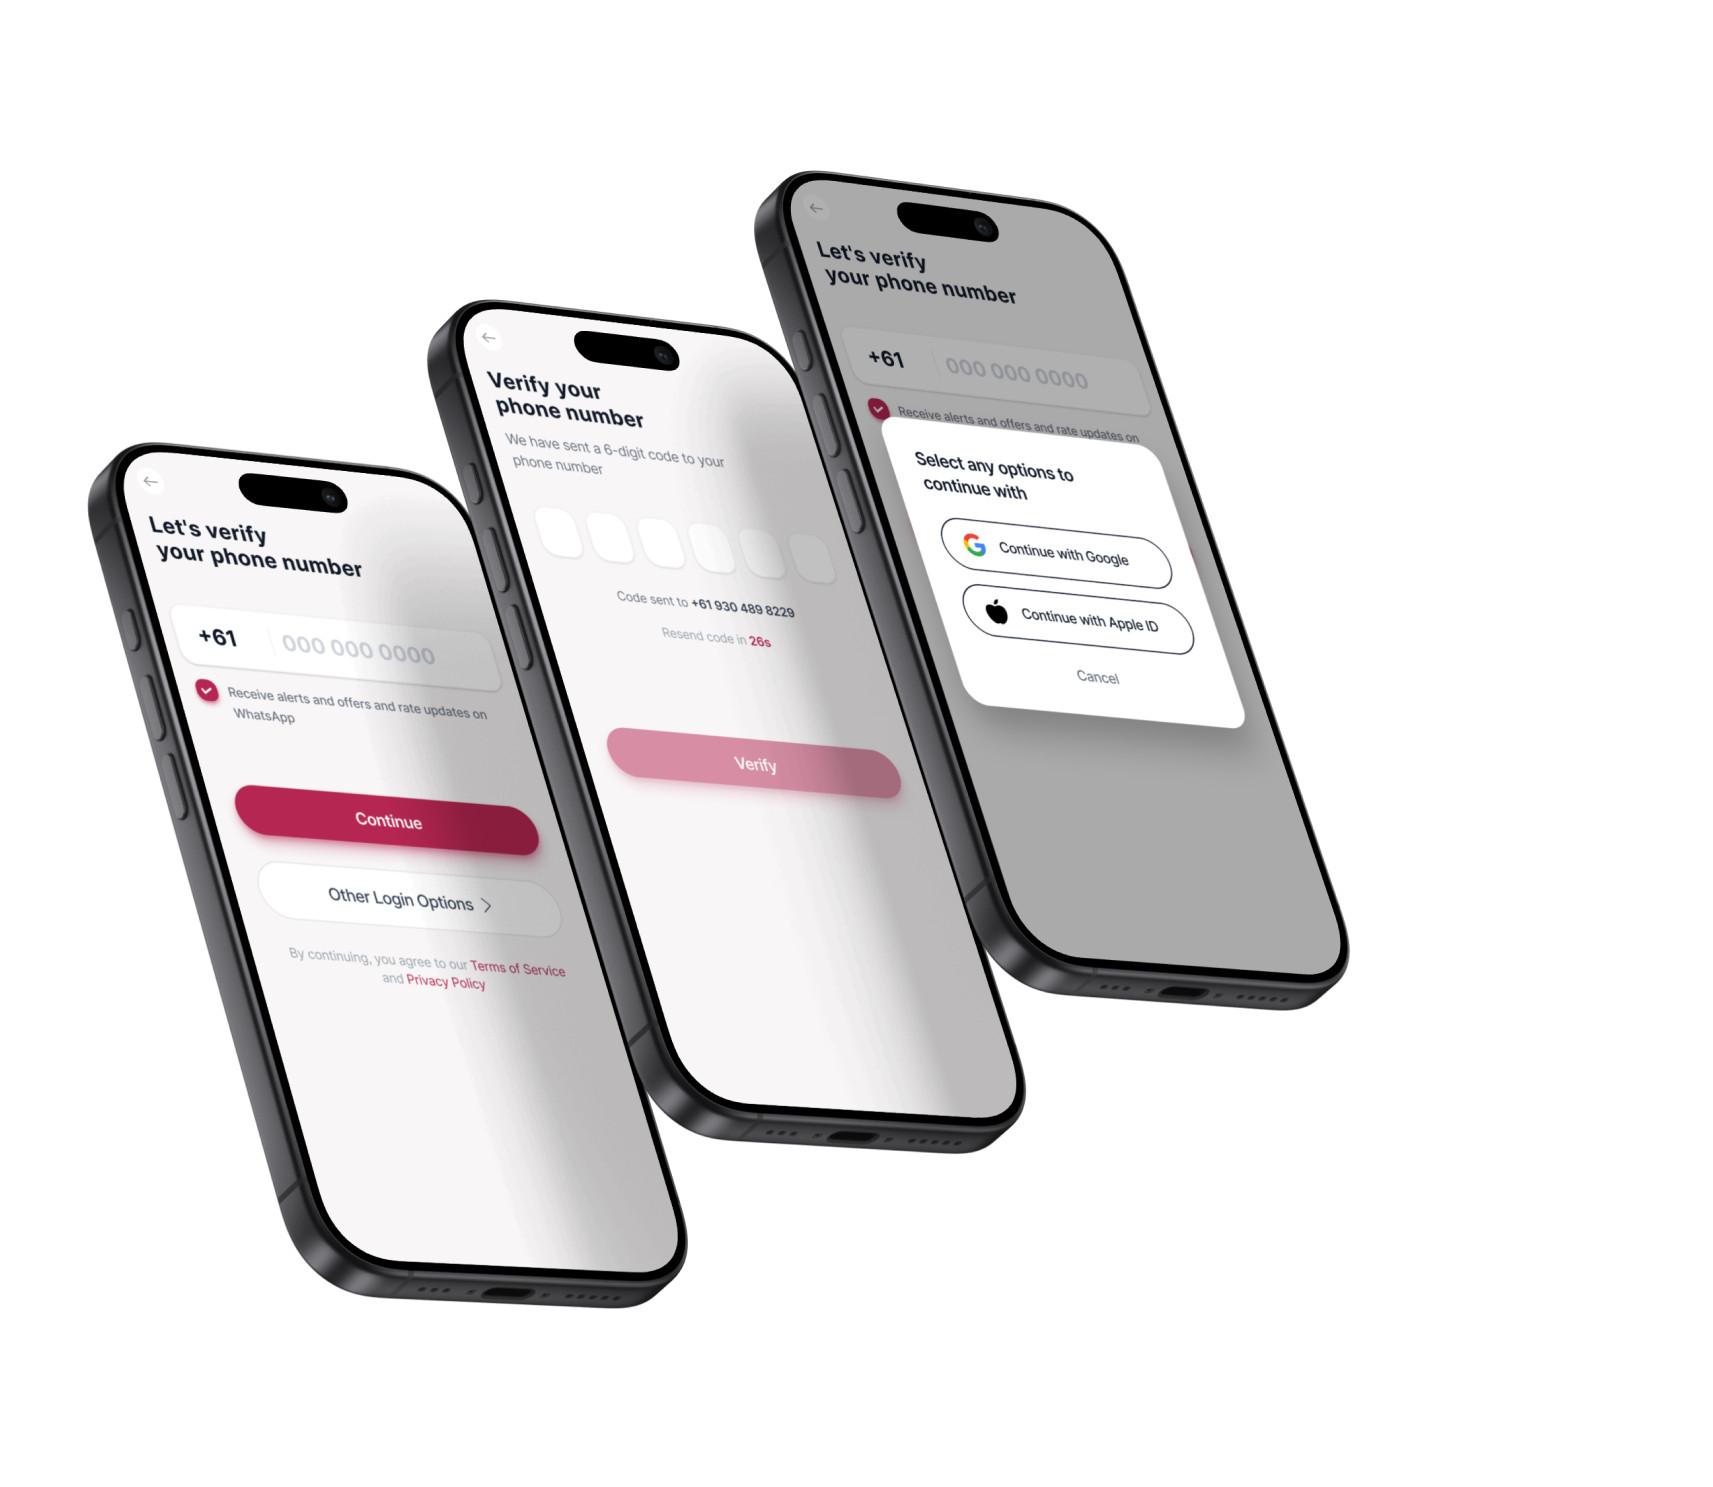 Let's verify
your phone number
+61 000 000 0000
Receive alerts and offers and rate updates on
WhatsApp
Continue
Other Login Options
By continuing, you agree to our Terms of Service
and Privacy Policy
Verify your
phone number
We have sent a 6-digit code to your
phone number
Code sent to +61 930 489 8229
Resend code in 26s
Verify
Let's verify
your phone number
+61 000 000 0000
Receive alerts and offers and rate updates on
Select any options to
continue with
Continue with Google
Continue with Apple ID
Cancel